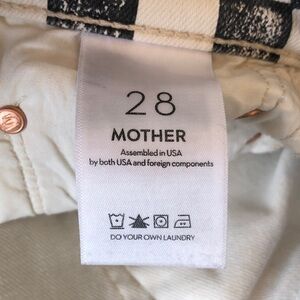 28
MOTHER
Assembled in USA
by both USA and foreign components
DO YOUR OWN LAUNDRY